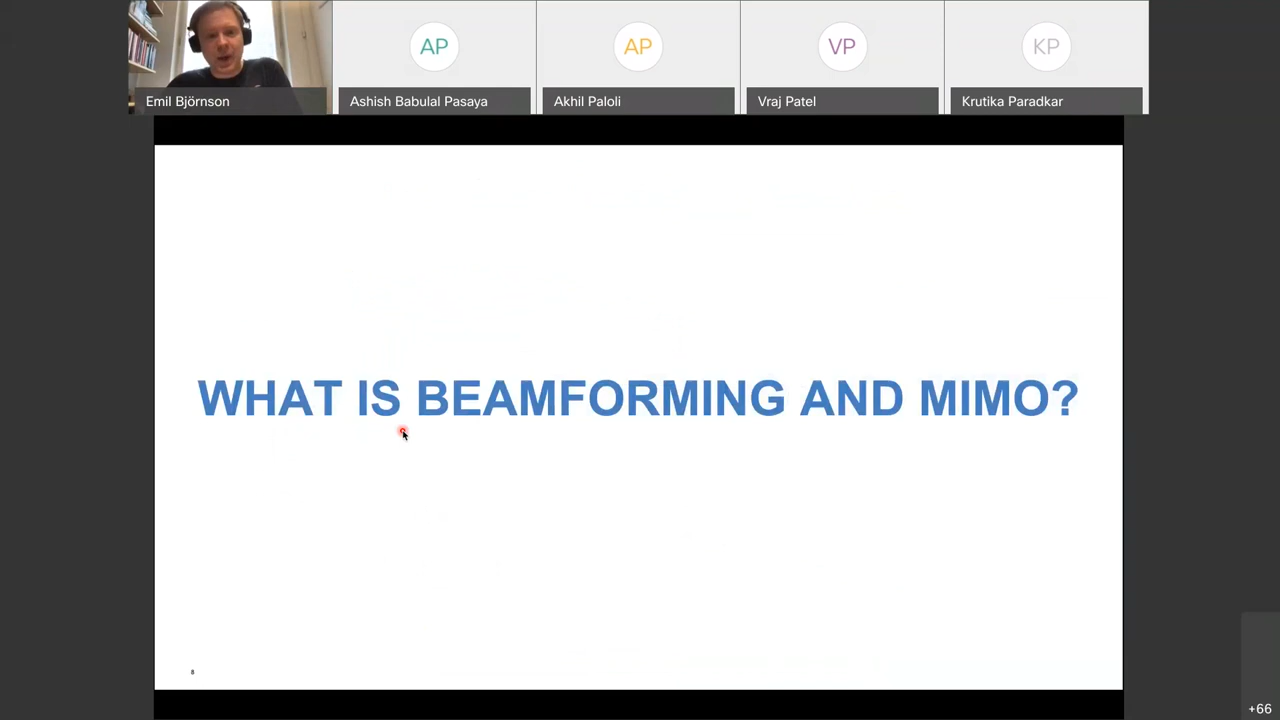 AP
AP
VP
KP
Emil Björnson
Ashish Babulal Pasaya
Akhil Paloli
Vraj Patel
Krutika Paradkar
WHAT IS BEAMFORMING AND MIMO?
8
+66